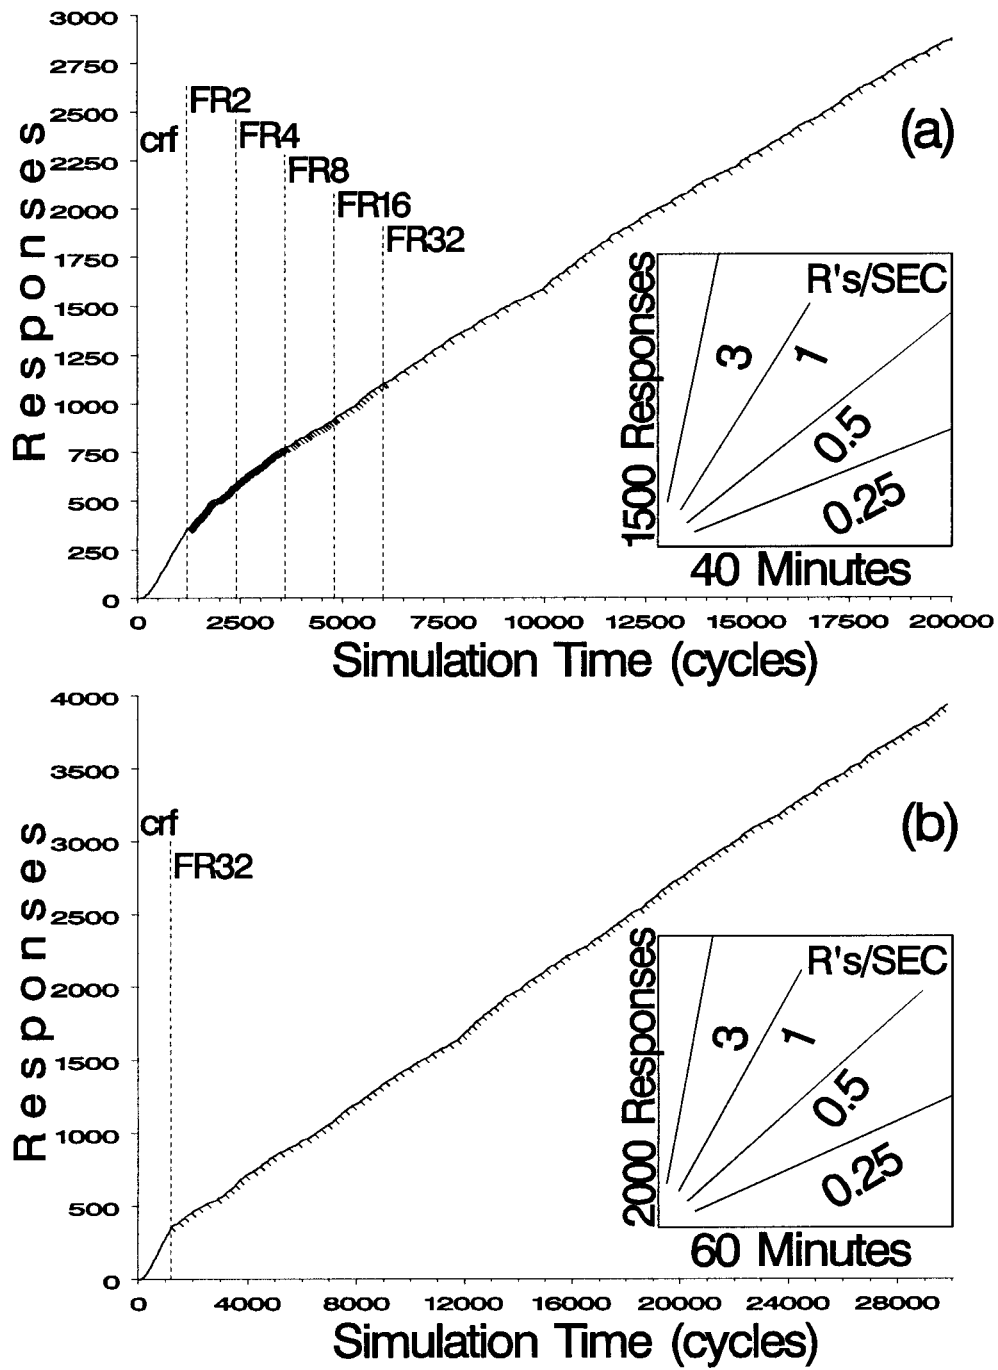 3000
2750
2500
2250
2000
1750
1500
1250
1000
750
500
250
0
Responses
crf
FR2
FR4
FR8
FR16
FR32
(a)
R's/SEC
3
1
0.5
0.25
1500 Responses
40 Minutes
0 2500 5000 7500 10000 12500 15000 17500 20000
Simulation Time (cycles)
4000
3500
3000
2500
2000
1500
1000
500
0
Responses
crf
FR32
(b)
R's/SEC
3
1
0.5
0.25
2000 Responses
60 Minutes
0 4000 8000 12000 16000 20000 24000 28000
Simulation Time (cycles)